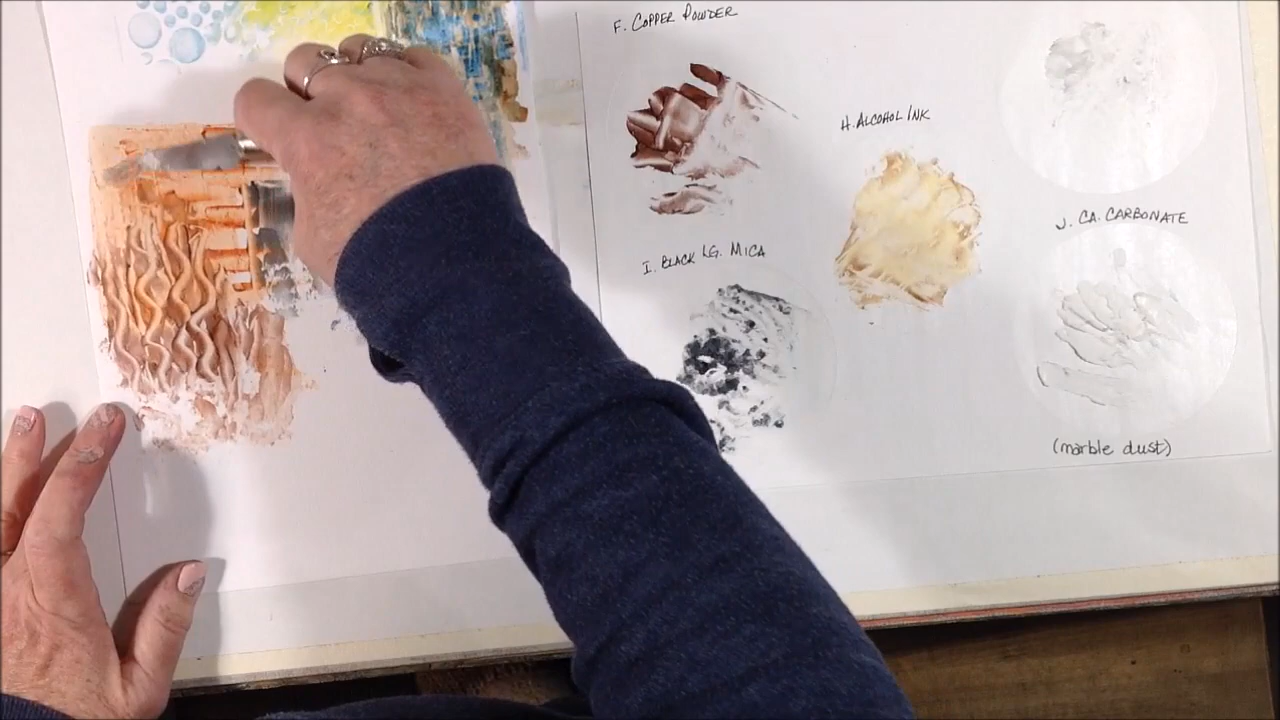 F. COPPER POWDER
H. ALCOHOL INK
I. BLACK LG. MICA
J. CA. CARBONATE
(marble dust)